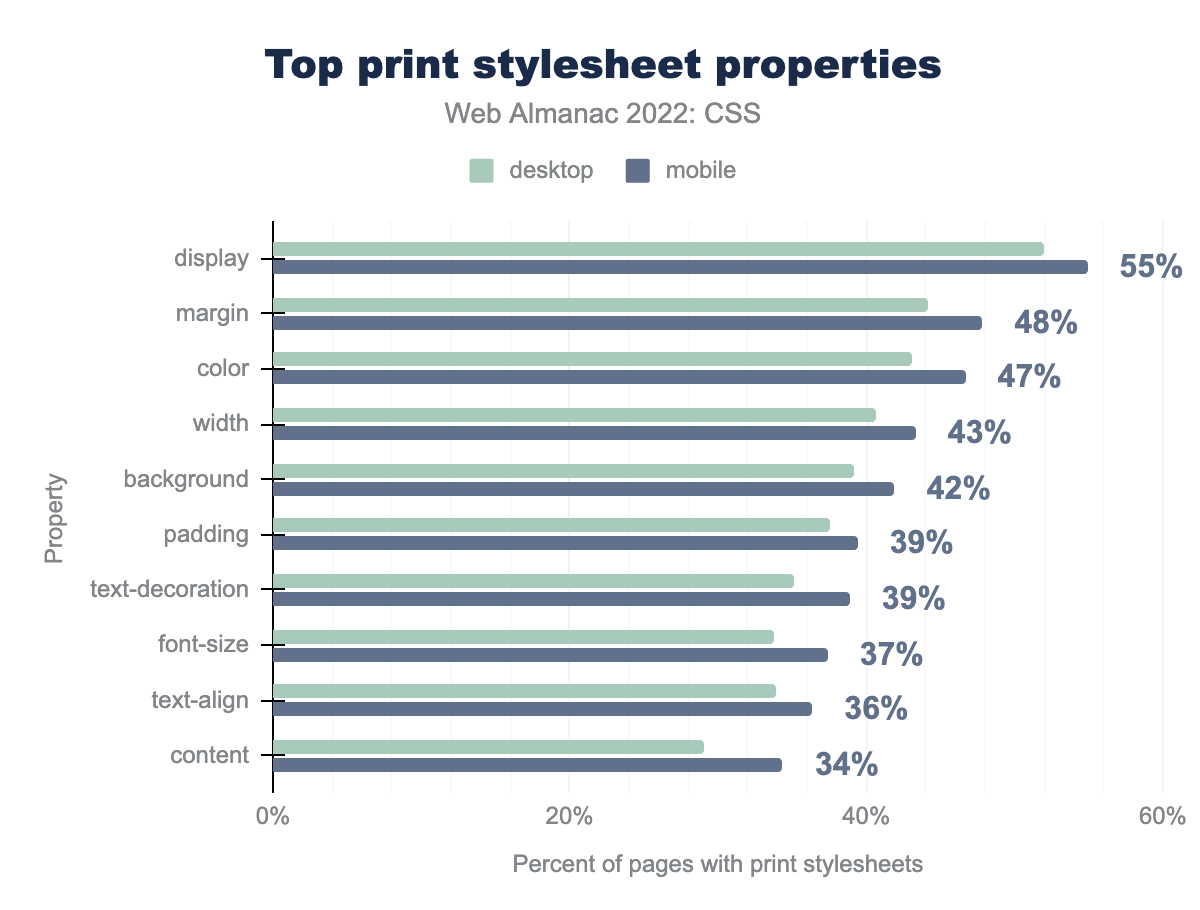 Top print stylesheet properties
Web Almanac 2022: CSS
desktop
mobile
display
55%
margin
48%
color
47%
width
43%
background
42%
padding
39%
text-decoration
39%
font-size
37%
text-align
36%
content
34%
Property
0%
20%
40%
60%
Percent of pages with print stylesheets